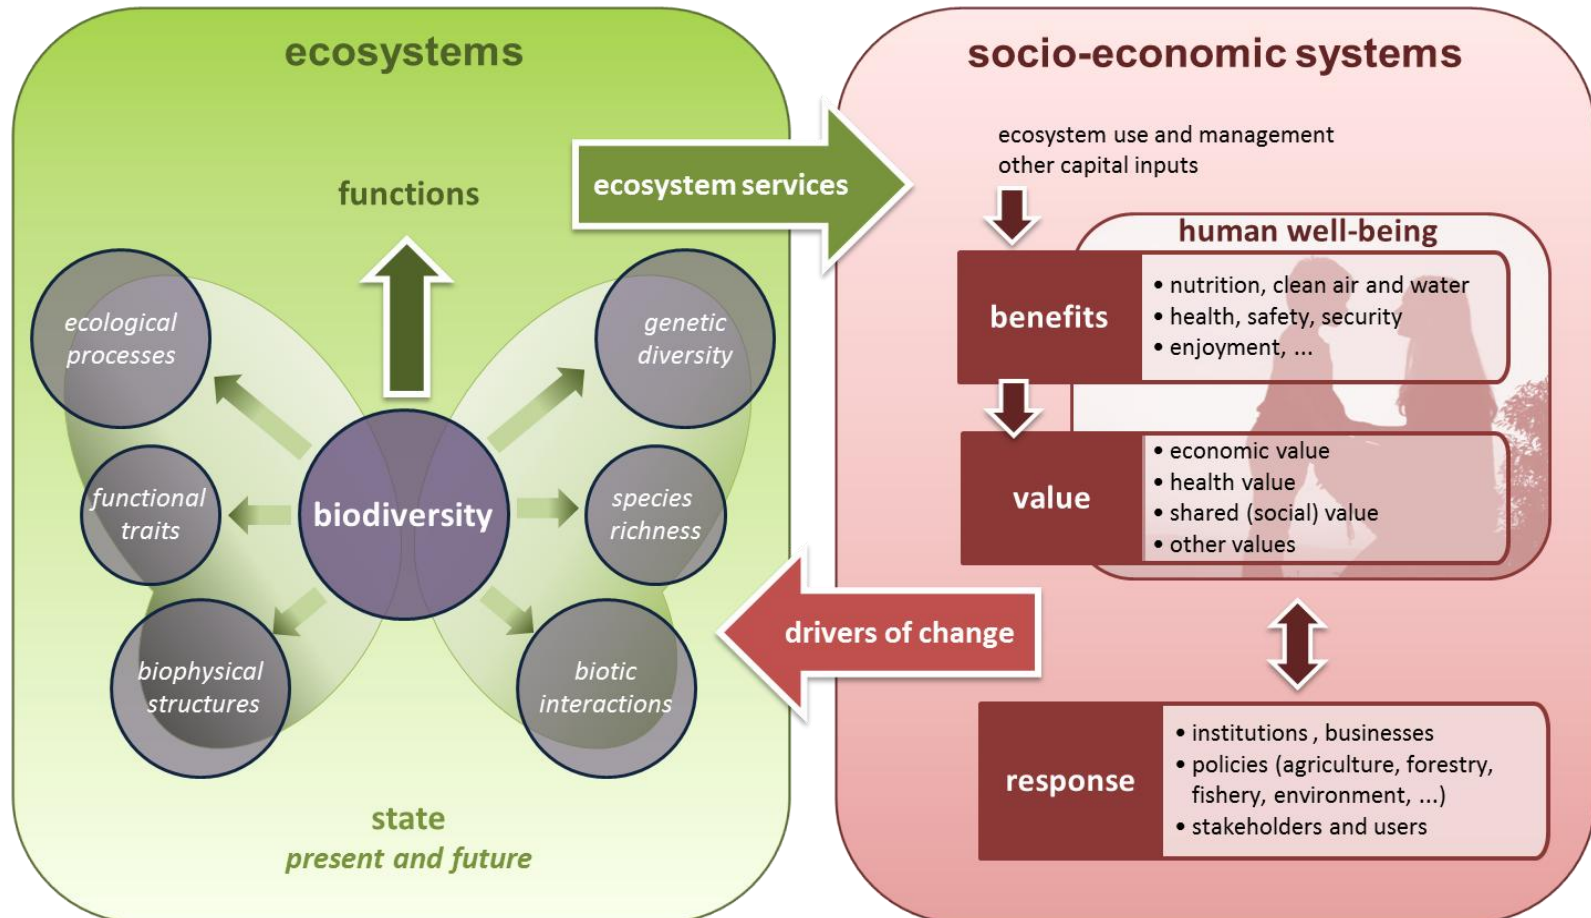 ecosystems
functions
ecosystem services
ecological
processes
genetic
diversity
functional
traits
biodiversity
species
richness
biophysical
structures
biotic
interactions
state
present and future
drivers of change
socio-economic systems
ecosystem use and management
other capital inputs
human well-being
benefits
• nutrition, clean air and water
• health, safety, security
• enjoyment, ...
value
• economic value
• health value
• shared (social) value
• other values
response
• institutions , businesses
• policies (agriculture, forestry,
fishery, environment, ...)
• stakeholders and users